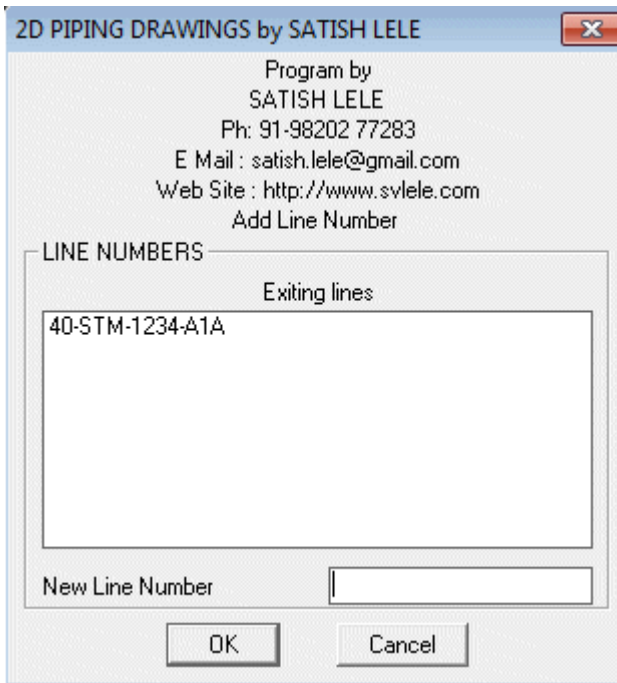 2D PIPING DRAWINGS by SATISH LELE
Program by
SATISH LELE
Ph: 91-98202 77283
E Mail : satish.lele@gmail.com
Web Site : http://www.svlele.com
Add Line Number
LINE NUMBERS
Exiting lines
40-STM-1234-A1A
New Line Number
OK Cancel